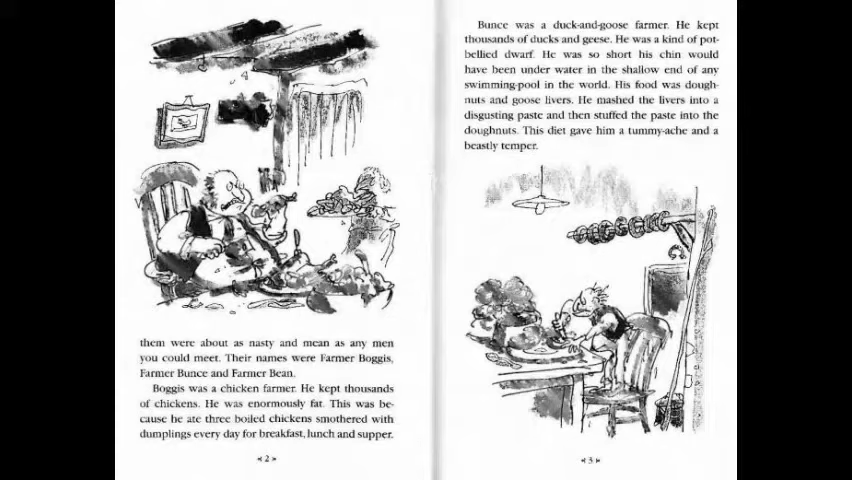 them were about as nasty and mean as any men
you could meet. Their names were Farmer Boggis,
Farmer Bunce and Farmer Bean.
Boggis was a chicken farmer. He kept thousands
of chickens. He was enormously fat. This was be-
cause he ate three boiled chickens smothered with
dumplings every day for breakfast, lunch and supper.
2
Bunce was a duck-and-goose farmer. He kept
thousands of ducks and geese. He was a kind of pot-
bellied dwarf. He was so short his chin would
have been under water in the shallow end of any
swimming-pool in the world. His food was dough-
nuts and goose livers. He mashed the livers into a
disgusting paste and then stuffed the paste into the
doughnuts. This diet gave him a tummy-ache and a
beastly temper.
3